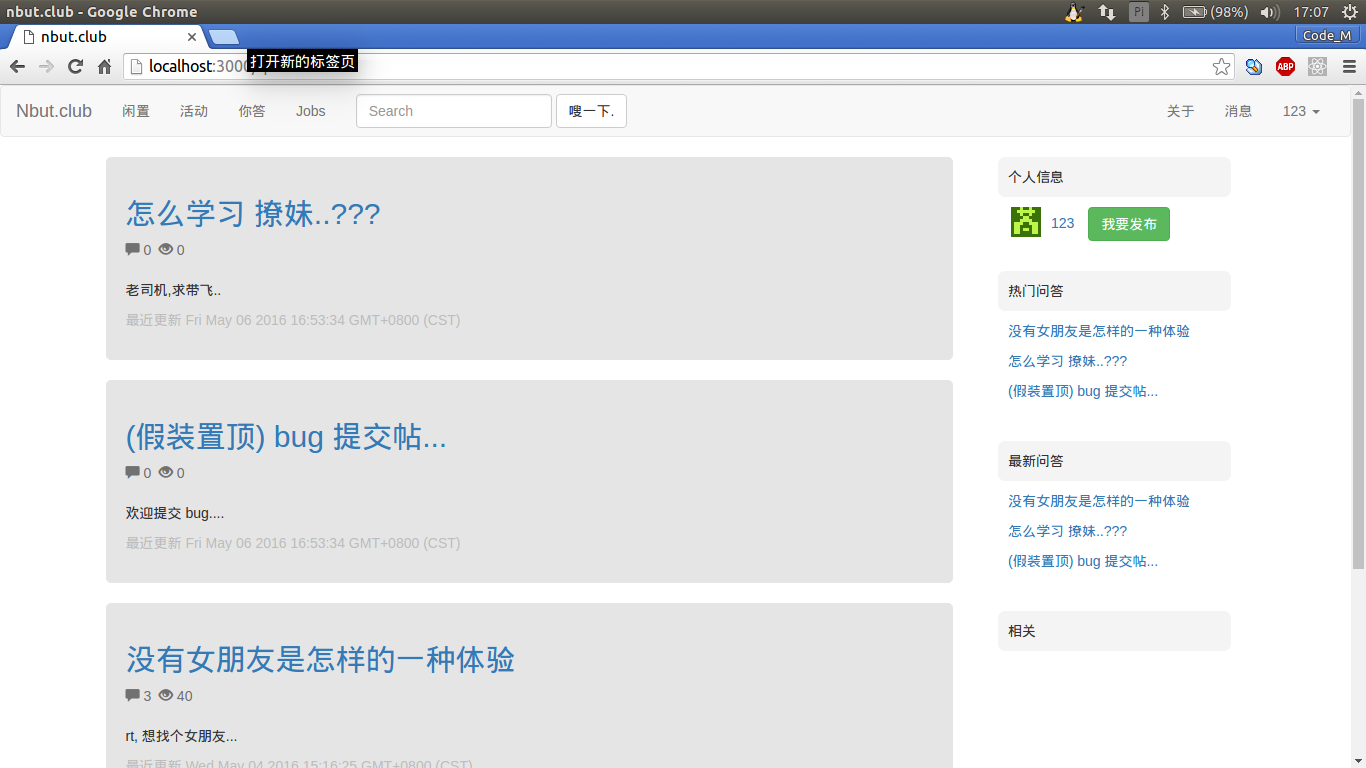 nbut.club - Google Chrome
Pi
(98%)
17:07
nbut.club
Code_M
localhost:3000
打开新的标签页
ABP
Nbut.club 闲置 活动 你答 Jobs Search 嗖一下. 关于 消息 123
怎么学习 撩妹..???
0 0
老司机,求带飞..
最近更新 Fri May 06 2016 16:53:34 GMT+0800 (CST)
(假装置顶) bug 提交帖...
0 0
欢迎提交 bug....
最近更新 Fri May 06 2016 16:53:34 GMT+0800 (CST)
没有女朋友是怎样的一种体验
3 40
rt, 想找个女朋友...
最近更新 Wed May 04 2016 15:16:25 GMT+0800 (CST)
个人信息
123 我要发布
热门问答
没有女朋友是怎样的一种体验
怎么学习 撩妹..???
(假装置顶) bug 提交帖...
最新问答
没有女朋友是怎样的一种体验
怎么学习 撩妹..???
(假装置顶) bug 提交帖...
相关